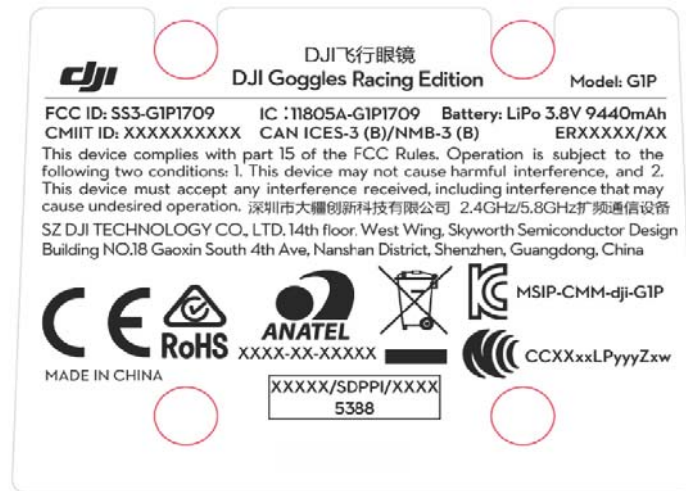 dji
DJI飞行眼镜
DJI Goggles Racing Edition
Model: G1P
FCC ID: SS3-G1P1709 IC :11805A-G1P1709 Battery: LiPo 3.8V 9440mAh
CMIIT ID: XXXXXXXXXX CAN ICES-3 (B)/NMB-3 (B) ERXXXXX/XX
This device complies with part 15 of the FCC Rules. Operation is subject to the
following two conditions: 1. This device may not cause harmful interference, and 2.
This device must accept any interference received, including interference that may
cause undesired operation. 深圳市大疆创新科技有限公司 2.4GHz/5.8GHz扩频通信设备
SZ DJI TECHNOLOGY CO., LTD. 14th floor. West Wing, Skyworth Semiconductor Design
Building NO.18 Gaoxin South 4th Ave, Nanshan District, Shenzhen, Guangdong, China
CE
RoHS
ANATEL
XXXX-XX-XXXXX
MSIP-CMM-dji-G1P
CCXXxxLPyyyZxw
MADE IN CHINA
XXXXX/SDPPI/XXXX
5388